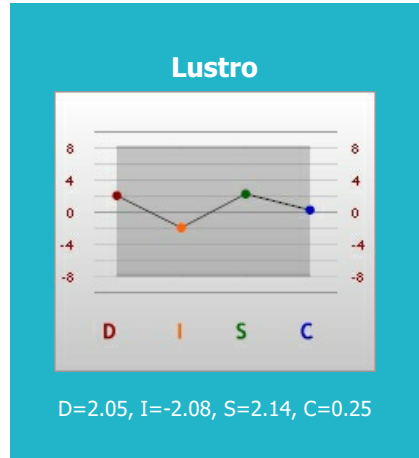 Lustro
8 8
4 4
0 0
-4 -4
-8 -8
D I S C
D=2.05, I=-2.08, S=2.14, C=0.25